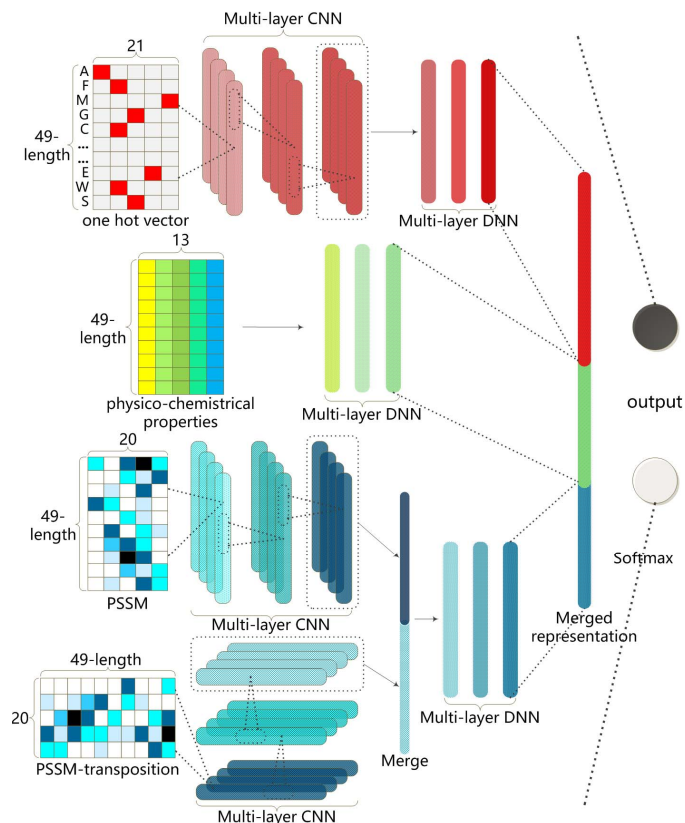 Multi-layer CNN
21
A
F
M
G
C
...
...
E
W
S
49-
length
one hot vector
Multi-layer DNN
13
49-
length
physico-chemistrical
properties
Multi-layer DNN
output
20
49-
length
PSSM
Multi-layer CNN
Softmax
Merged
representation
49-length
20
PSSM-transposition
Multi-layer DNN
Merge
Multi-layer CNN